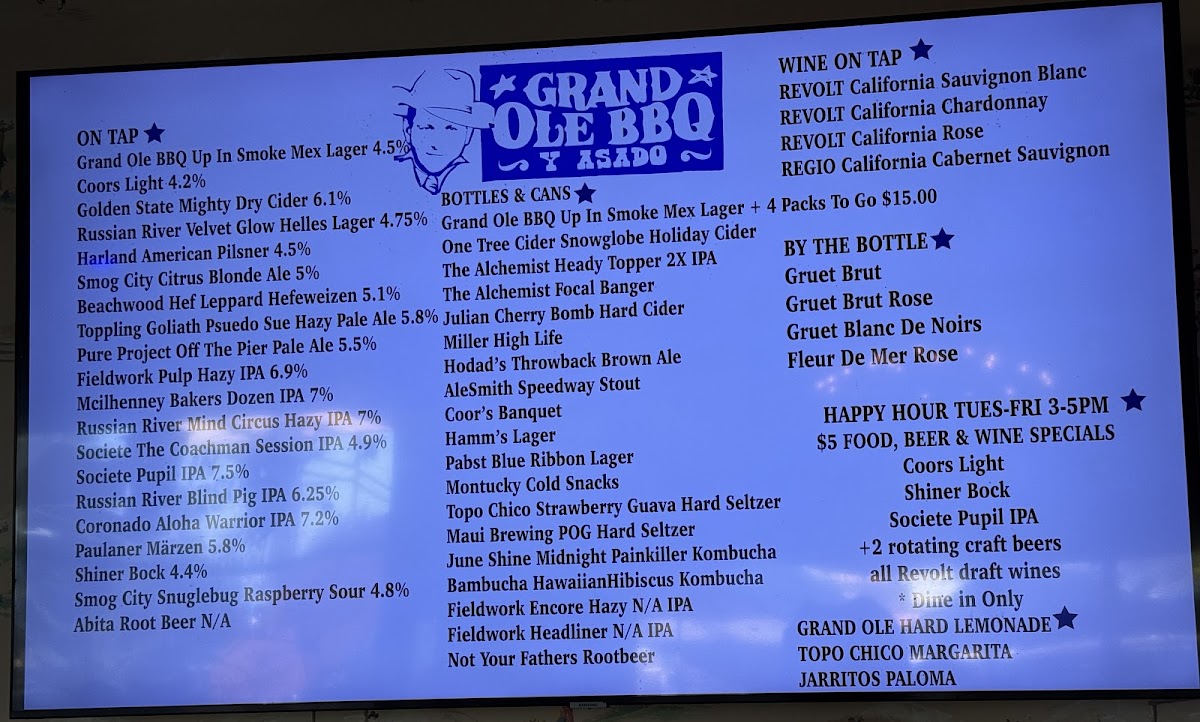 GRAND
OLE BBQ
Y ASADO
ON TAP
Grand Ole BBQ Up In Smoke Mex Lager 4.5%
Coors Light 4.2%
Golden State Mighty Dry Cider 6.1%
Russian River Velvet Glow Helles Lager 4.75%
Harland American Pilsner 4.5%
Smog City Citrus Blonde Ale 5%
Beachwood Hef Leppard Hefeweizen 5.1%
Toppling Goliath Psuedo Sue Hazy Pale Ale 5.8%
Pure Project Off The Pier Pale Ale 5.5%
Fieldwork Pulp Hazy IPA 6.9%
Mcilhenney Bakers Dozen IPA 7%
Russian River Mind Circus Hazy IPA 7%
Societe The Coachman Session IPA 4.9%
Societe Pupil IPA 7.5%
Russian River Blind Pig IPA 6.25%
Coronado Aloha Warrior IPA 7.2%
Paulaner Märzen 5.8%
Shiner Bock 4.4%
Smog City Snuglebug Raspberry Sour 4.8%
Abita Root Beer N/A
BOTTLES & CANS
Grand Ole BBQ Up In Smoke Mex Lager + 4 Packs To Go $15.00
One Tree Cider Snowglobe Holiday Cider
The Alchemist Heady Topper 2X IPA
The Alchemist Focal Banger
Julian Cherry Bomb Hard Cider
Miller High Life
Hodad's Throwback Brown Ale
AleSmith Speedway Stout
Coor's Banquet
Hamm's Lager
Pabst Blue Ribbon Lager
Montucky Cold Snacks
Topo Chico Strawberry Guava Hard Seltzer
Maui Brewing POG Hard Seltzer
June Shine Midnight Painkiller Kombucha
Bambucha HawaiianHibiscus Kombucha
Fieldwork Encore Hazy N/A IPA
Fieldwork Headliner N/A IPA
Not Your Fathers Rootbeer
WINE ON TAP
REVOLT California Sauvignon Blanc
REVOLT California Chardonnay
REVOLT California Rose
REGIO California Cabernet Sauvignon
BY THE BOTTLE
Gruet Brut
Gruet Brut Rose
Gruet Blanc De Noirs
Fleur De Mer Rose
HAPPY HOUR TUES-FRI 3-5PM
$5 FOOD, BEER & WINE SPECIALS
Coors Light
Shiner Bock
Societe Pupil IPA
+2 rotating craft beers
all Revolt draft wines
* Dine in Only
GRAND OLE HARD LEMONADE
TOPO CHICO MARGARITA
JARRITOS PALOMA